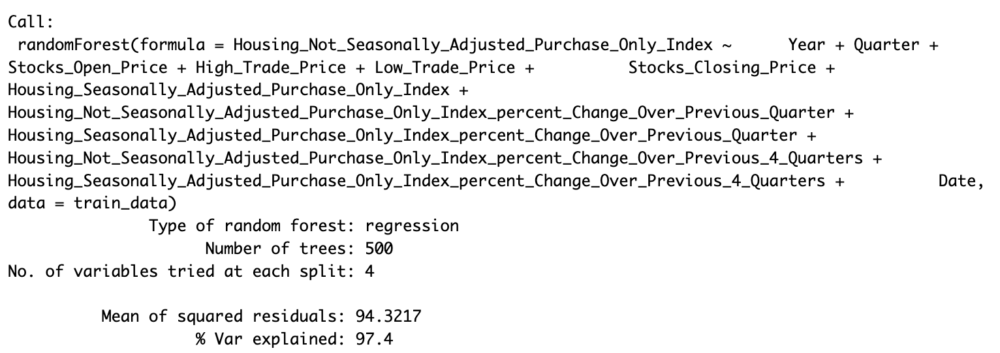 Call:
 randomForest(formula = Housing_Not_Seasonally_Adjusted_Purchase_Only_Index ~      Year + Quarter +
Stocks_Open_Price + High_Trade_Price + Low_Trade_Price +          Stocks_Closing_Price +
Housing_Seasonally_Adjusted_Purchase_Only_Index +
Housing_Not_Seasonally_Adjusted_Purchase_Only_Index_percent_Change_Over_Previous_Quarter +
Housing_Seasonally_Adjusted_Purchase_Only_Index_percent_Change_Over_Previous_Quarter +
Housing_Not_Seasonally_Adjusted_Purchase_Only_Index_percent_Change_Over_Previous_4_Quarters +
Housing_Seasonally_Adjusted_Purchase_Only_Index_percent_Change_Over_Previous_4_Quarters +          Date,
data = train_data)
               Type of random forest: regression
                     Number of trees: 500
No. of variables tried at each split: 4

          Mean of squared residuals: 94.3217
                    % Var explained: 97.4